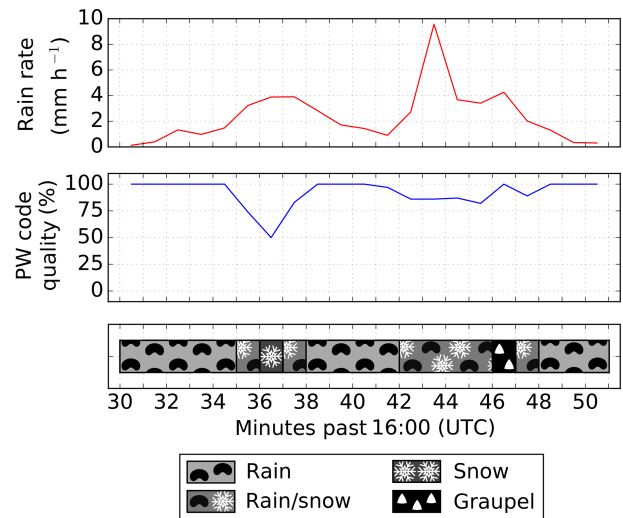 10
8
6
4
2
0
Rain rate
(mm h⁻¹)
100
75
50
25
0
PW code
quality (%)
30 32 34 36 38 40 42 44 46 48 50
Minutes past 16:00 (UTC)
Rain Snow
Rain/snow Graupel